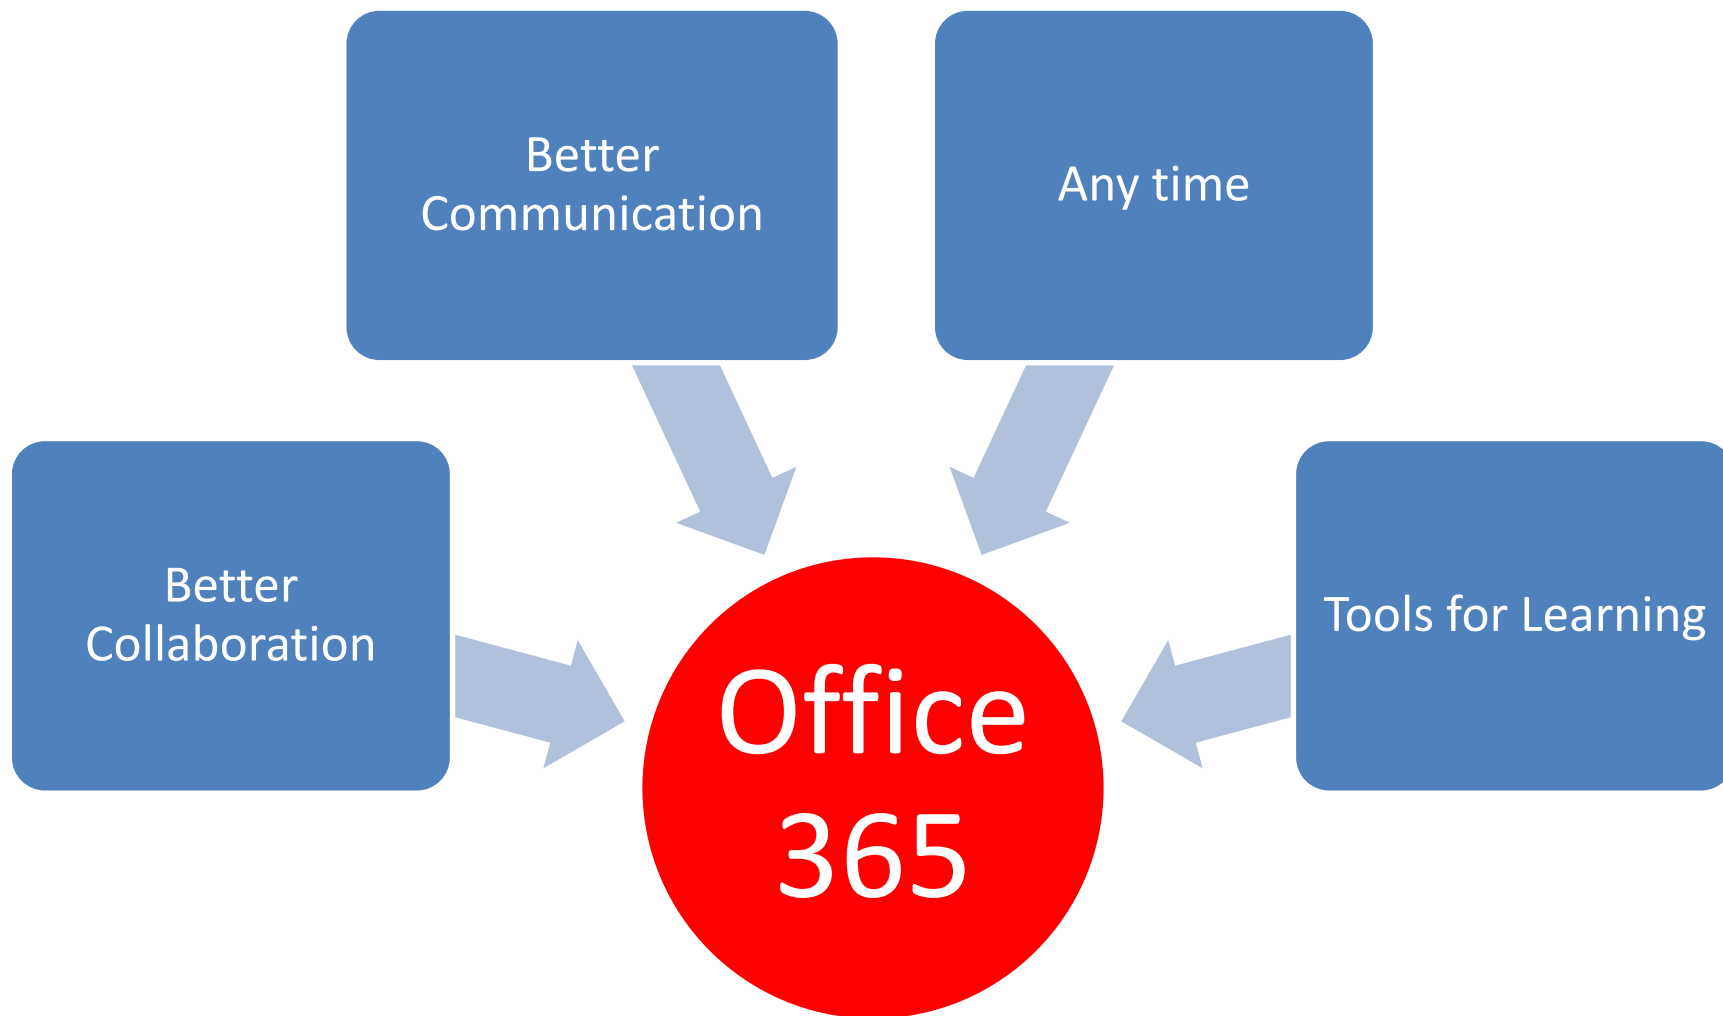 Better
Communication
Any time
Better
Collaboration
Tools for Learning
Office
365